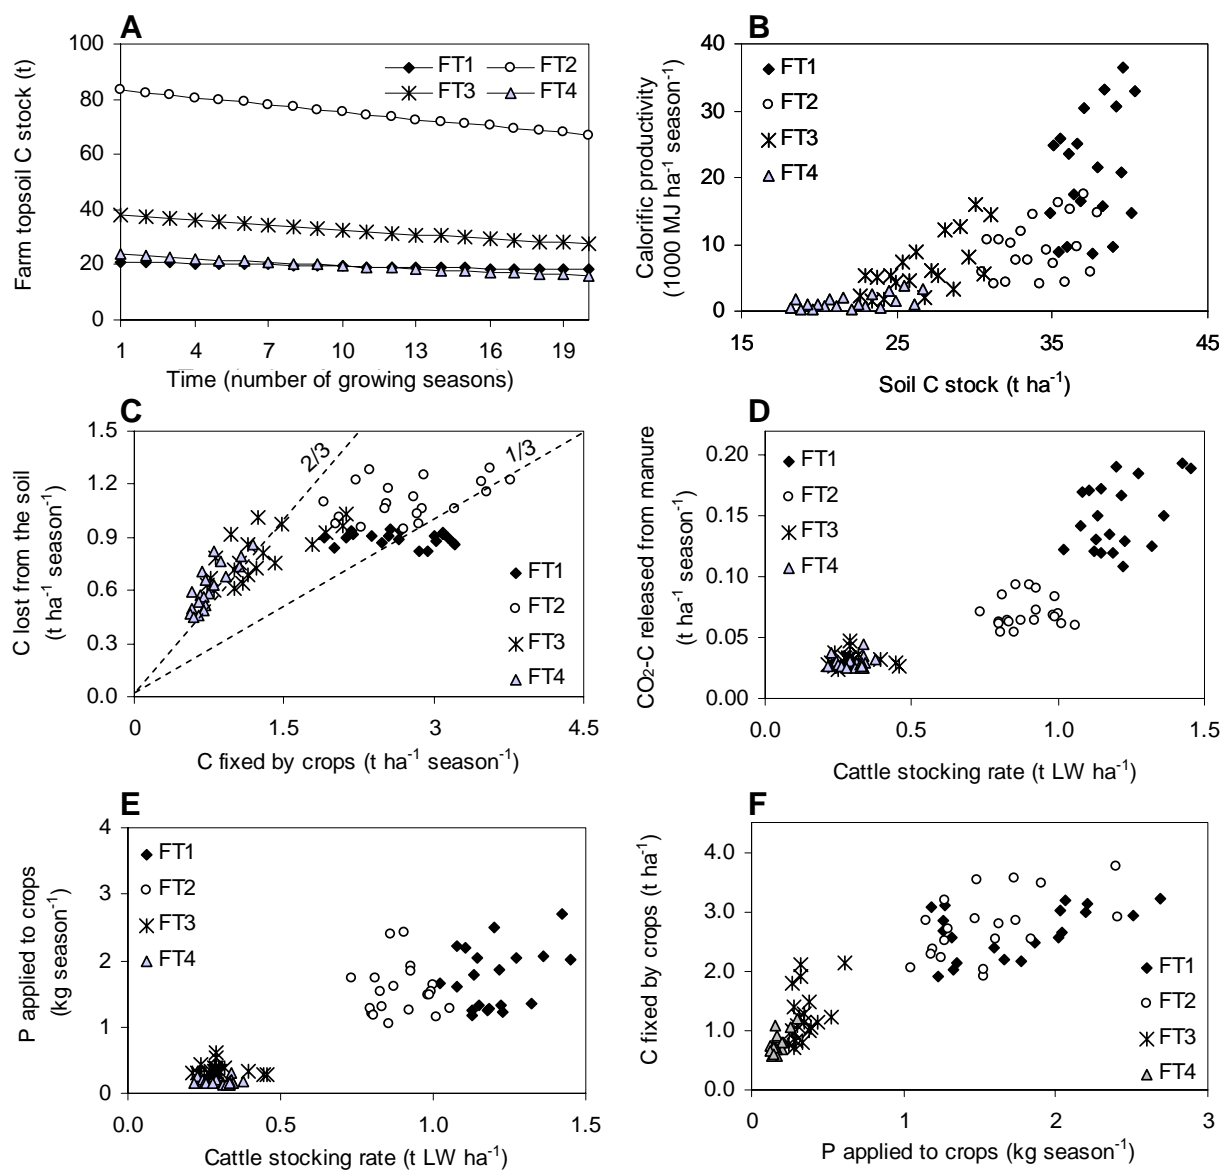 A
Farm topsoil C stock (t)
100
80
60
40
20
0
FT1
FT2
FT3
FT4
1
4
7
10
13
16
19
Time (number of growing seasons)
B
Calorific productivity
(1000 MJ ha⁻¹ season⁻¹)
40
30
20
10
0
FT1
FT2
FT3
FT4
15
25
35
45
Soil C stock (t ha⁻¹)
C
C lost from the soil
(t ha⁻¹ season⁻¹)
1.5
1.2
0.9
0.6
0.3
0.0
2/3
1/3
FT1
FT2
FT3
FT4
0
1.5
3
4.5
C fixed by crops (t ha⁻¹ season⁻¹)
D
CO₂-C released from manure
(t ha⁻¹ season⁻¹)
0.20
0.15
0.10
0.05
0.00
FT1
FT2
FT3
FT4
0.0
0.5
1.0
1.5
Cattle stocking rate (t LW ha⁻¹)
E
P applied to crops
(kg season⁻¹)
4
3
2
1
0
FT1
FT2
FT3
FT4
0.0
0.5
1.0
1.5
Cattle stocking rate (t LW ha⁻¹)
F
C fixed by crops (t ha⁻¹)
4.0
3.0
2.0
1.0
0.0
FT1
FT2
FT3
FT4
0
1
2
3
P applied to crops (kg season⁻¹)